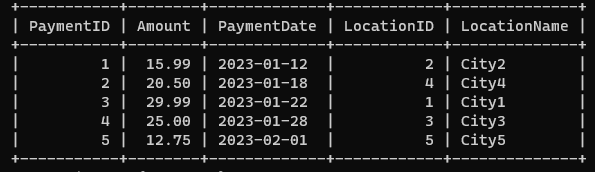 +-----------+--------+-------------+------------+--------------+
| PaymentID | Amount | PaymentDate | LocationID | LocationName |
+-----------+--------+-------------+------------+--------------+
|         1 |  15.99 | 2023-01-12  |          2 | City2        |
|         2 |  20.50 | 2023-01-18  |          4 | City4        |
|         3 |  29.99 | 2023-01-22  |          1 | City1        |
|         4 |  25.00 | 2023-01-28  |          3 | City3        |
|         5 |  12.75 | 2023-02-01  |          5 | City5        |
+-----------+--------+-------------+------------+--------------+